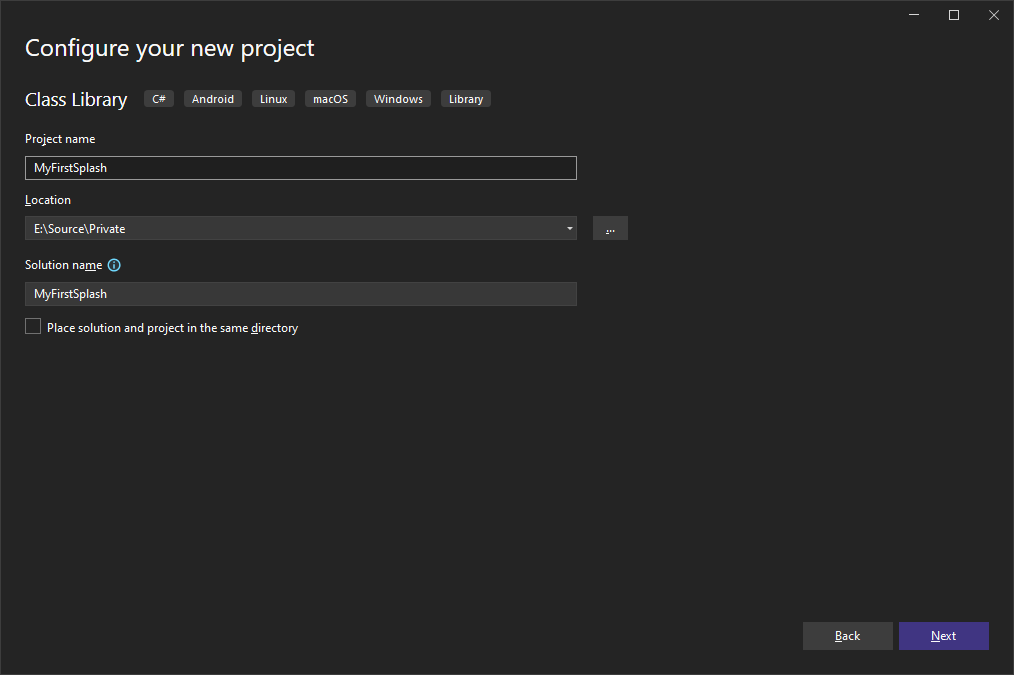 Configure your new project
Class Library C# Android Linux macOS Windows Library
Project name
MyFirstSplash
Location
E:\Source\Private
...
Solution name
MyFirstSplash
Place solution and project in the same directory
Back Next